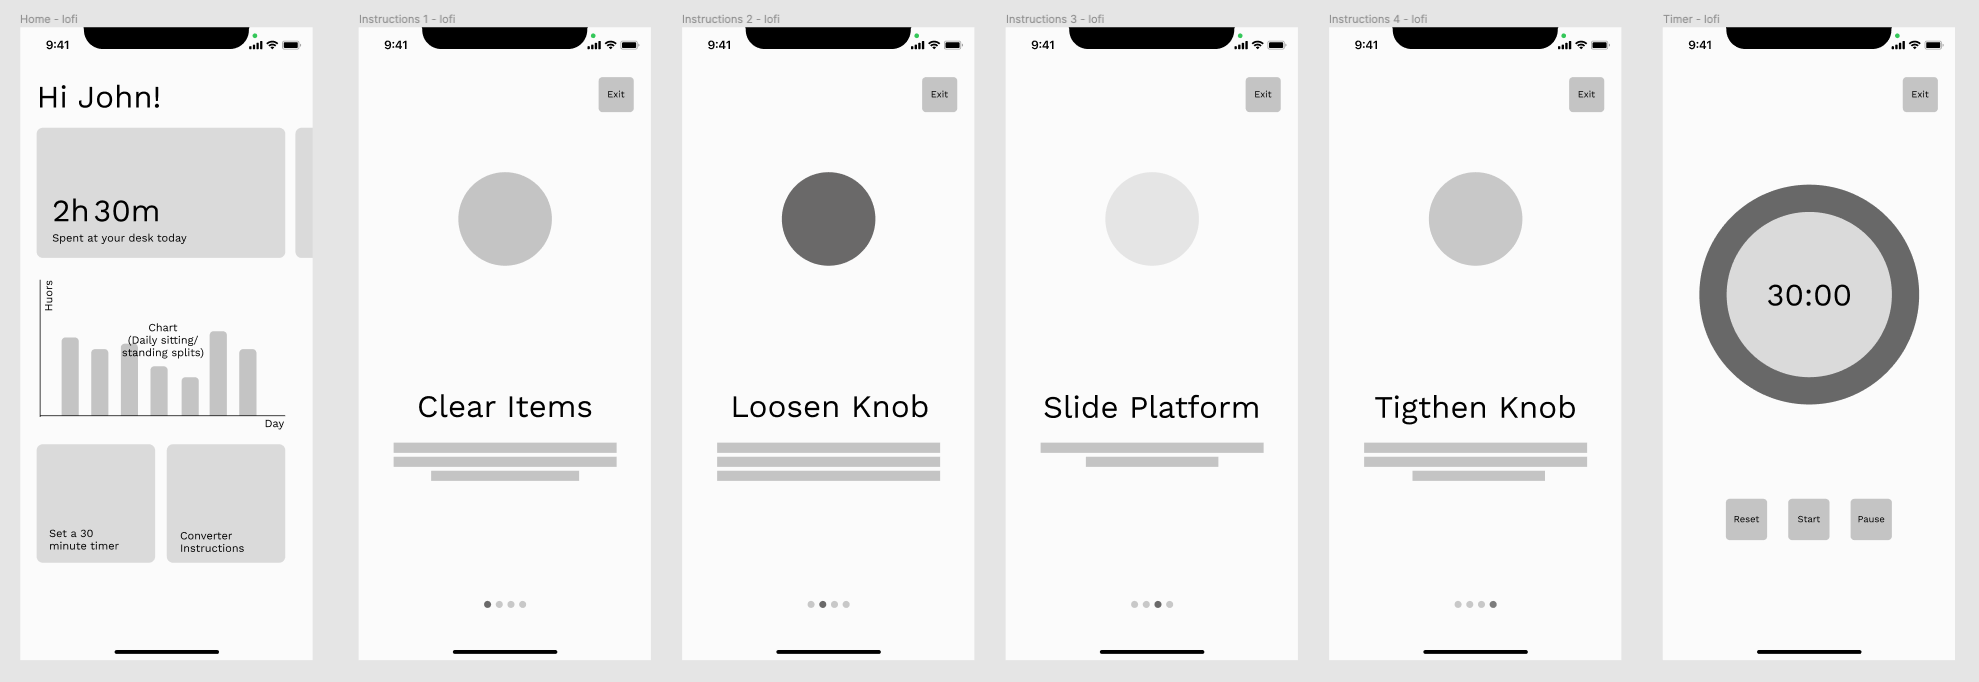 Home - lofi
9:41
Hi John!
2h 30m
Spent at your desk today
Huors
Chart
(Daily sitting/
standing splits)
Day
Set a 30
minute timer
Converter
Instructions
Instructions 1 - lofi
9:41
Exit
Clear Items
Instructions 2 - lofi
9:41
Exit
Loosen Knob
Instructions 3 - lofi
9:41
Exit
Slide Platform
Instructions 4 - lofi
9:41
Exit
Tigthen Knob
Timer - lofi
9:41
Exit
30:00
Reset
Start
Pause